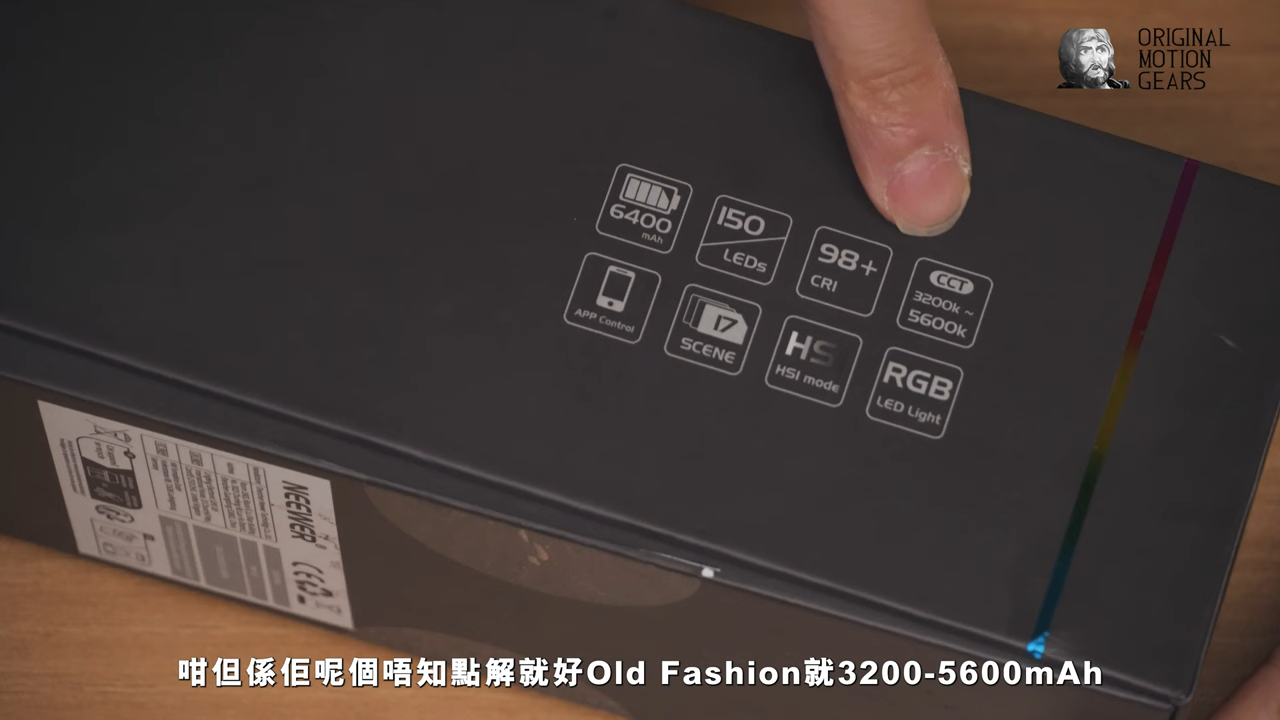 ORIGINAL
MOTION
GEARS
6400
mAh
150
LEDs
98+
CRI
CCT
3200k ~
5600k
APP Control
17
SCENE
HS
HSI mode
RGB
LED Light
NEEWER
CE
咁但係佢呢個唔知點解就好Old Fashion就3200-5600mAh